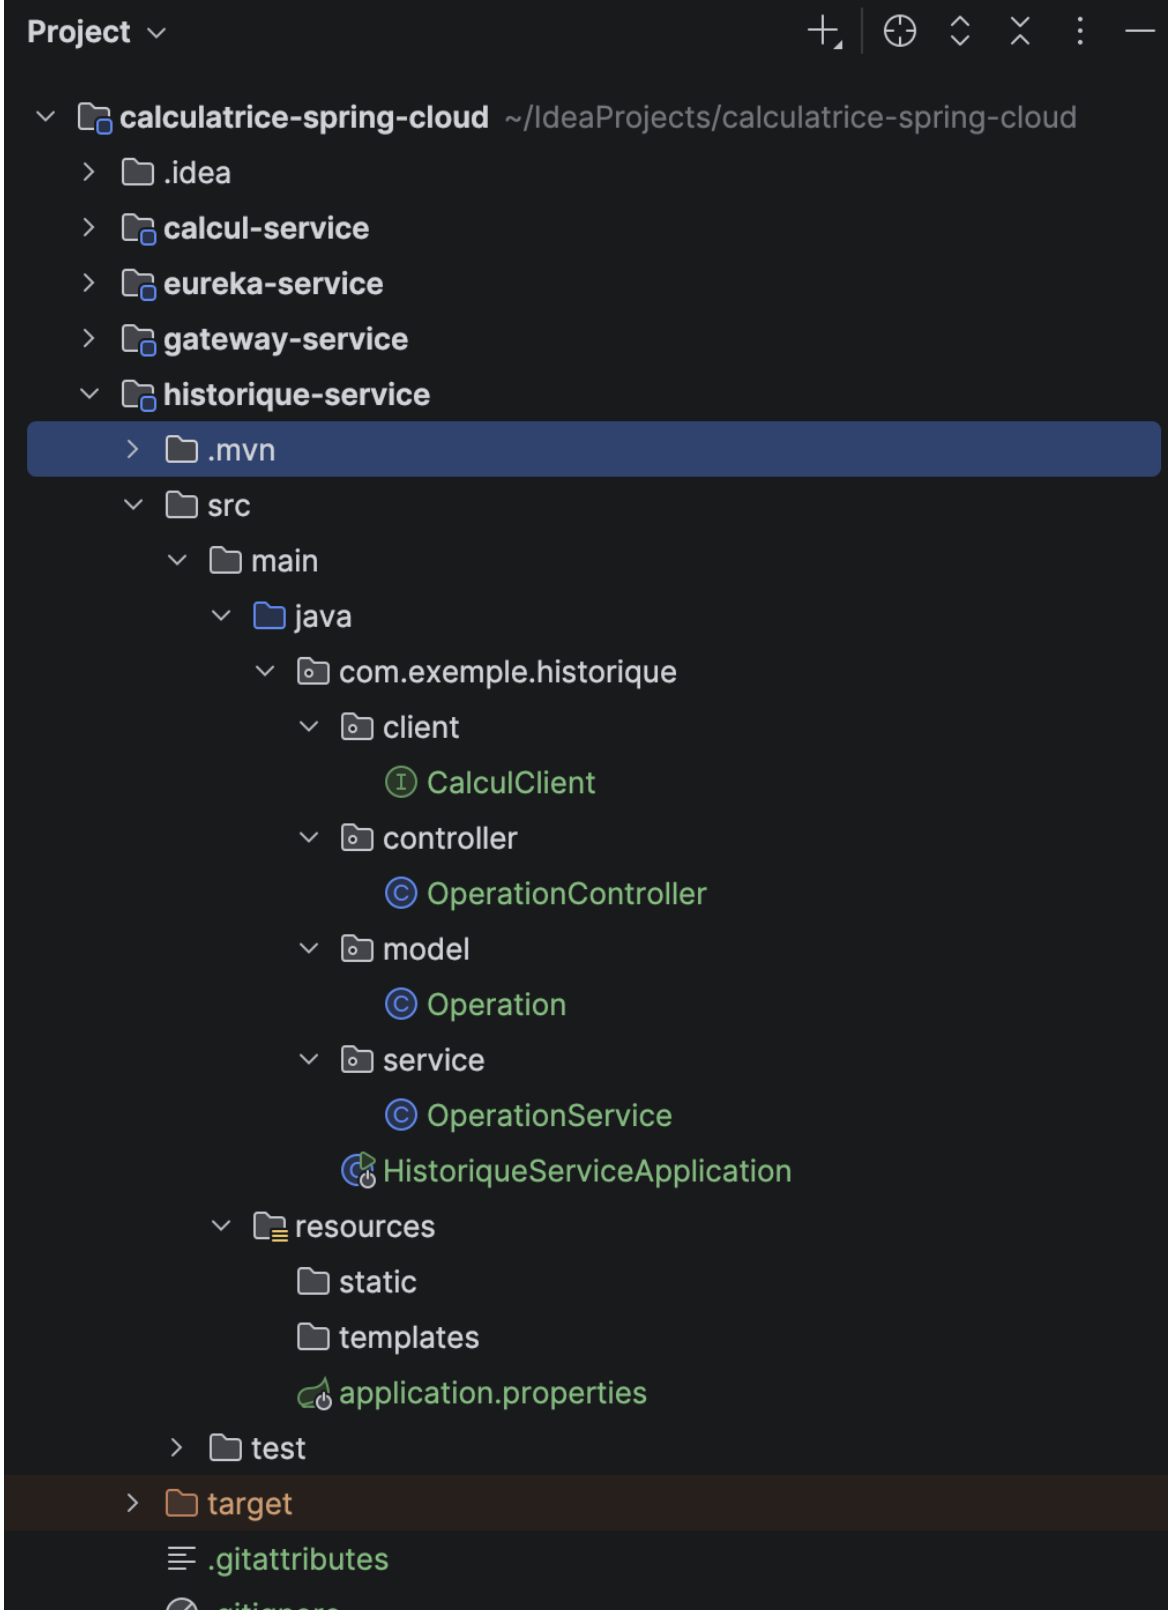 Project
calculatrice-spring-cloud ~/IdeaProjects/calculatrice-spring-cloud
.idea
calcul-service
eureka-service
gateway-service
historique-service
.mvn
src
main
java
com.exemple.historique
client
CalculClient
controller
OperationController
model
Operation
service
OperationService
HistoriqueServiceApplication
resources
static
templates
application.properties
test
target
.gitattributes
.gitignore